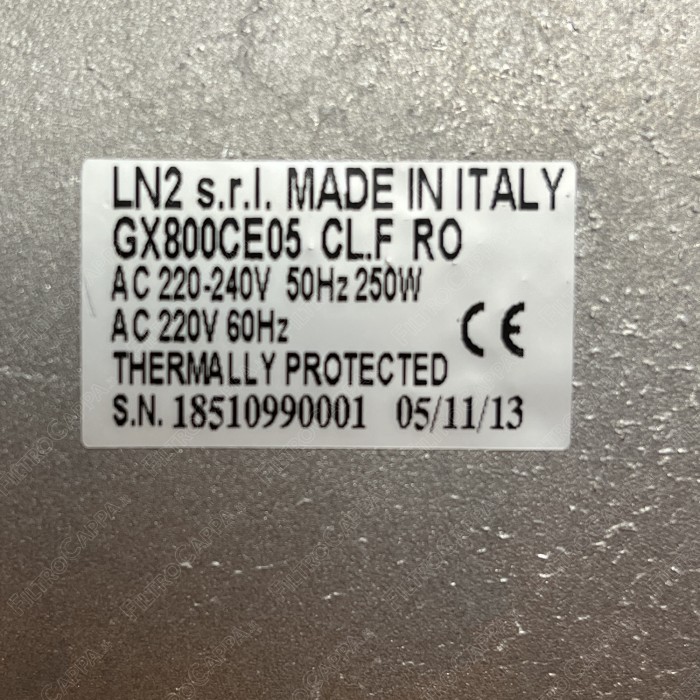 LN2 s.r.l. MADE IN ITALY
GX800CE05 CL.F RO
AC 220-240V 50Hz 250W
AC 220V 60Hz
CE
THERMALLY PROTECTED
S.N. 18510990001 05/11/13